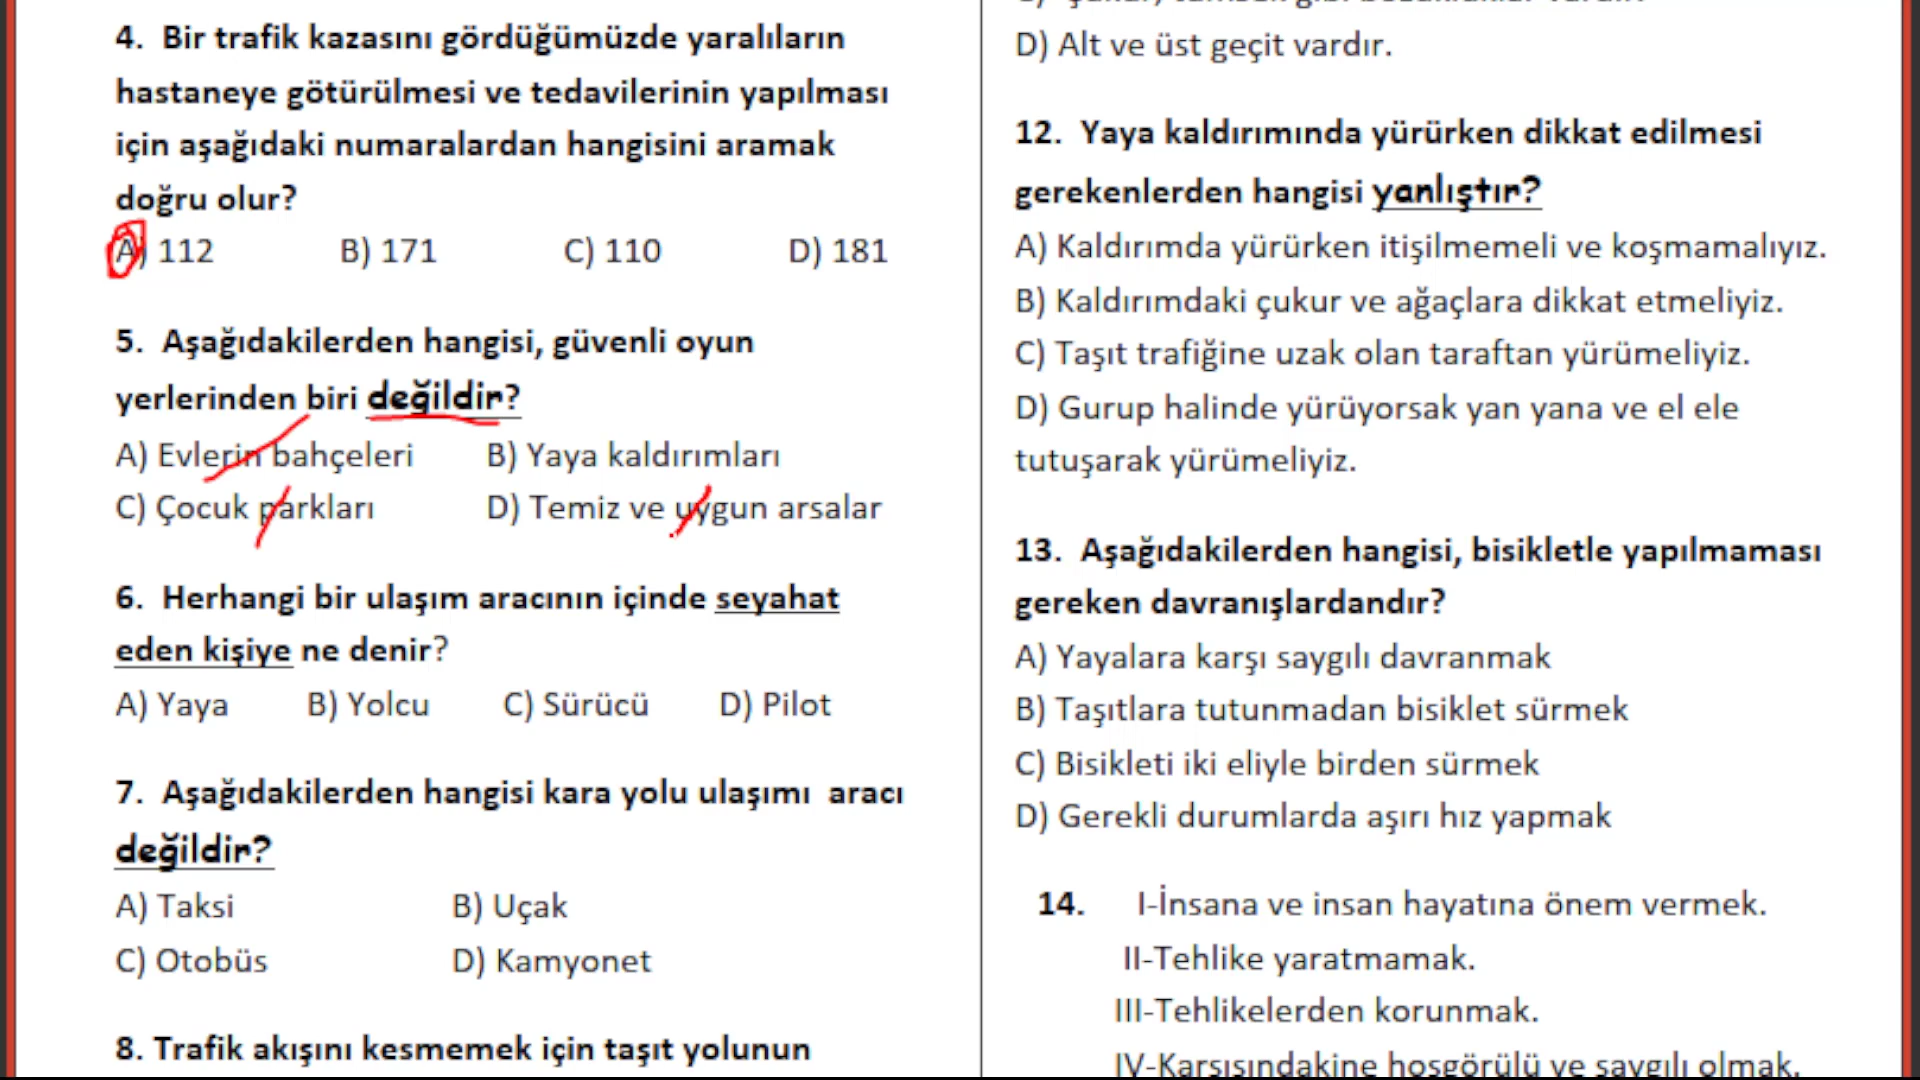 4. Bir trafik kazasını gördüğümüzde yaralıların
hastaneye götürülmesi ve tedavilerinin yapılması
için aşağıdaki numaralardan hangisini aramak
doğru olur?
A) 112 B) 171 C) 110 D) 181
5. Aşağıdakilerden hangisi, güvenli oyun
yerlerinden biri değildir?
A) Evlerin bahçeleri B) Yaya kaldırımları
C) Çocuk parkları D) Temiz ve uygun arsalar
6. Herhangi bir ulaşım aracının içinde seyahat
eden kişiye ne denir?
A) Yaya B) Yolcu C) Sürücü D) Pilot
7. Aşağıdakilerden hangisi kara yolu ulaşımı aracı
değildir?
A) Taksi B) Uçak
C) Otobüs D) Kamyonet
8. Trafik akışını kesmemek için taşıt yolunun
D) Alt ve üst geçit vardır.
12. Yaya kaldırımında yürürken dikkat edilmesi
gerekenlerden hangisi yanlıştır?
A) Kaldırımda yürürken itişilmemeli ve koşmamalıyız.
B) Kaldırımdaki çukur ve ağaçlara dikkat etmeliyiz.
C) Taşıt trafiğine uzak olan taraftan yürümeliyiz.
D) Gurup halinde yürüyorsak yan yana ve el ele
tutuşarak yürümeliyiz.
13. Aşağıdakilerden hangisi, bisikletle yapılmaması
gereken davranışlardandır?
A) Yayalara karşı saygılı davranmak
B) Taşıtlara tutunmadan bisiklet sürmek
C) Bisikleti iki eliyle birden sürmek
D) Gerekli durumlarda aşırı hız yapmak
14. I-İnsana ve insan hayatına önem vermek.
II-Tehlike yaratmamak.
III-Tehlikelerden korunmak.
IV-Karşısındakine hoşgörülü ve saygılı olmak.